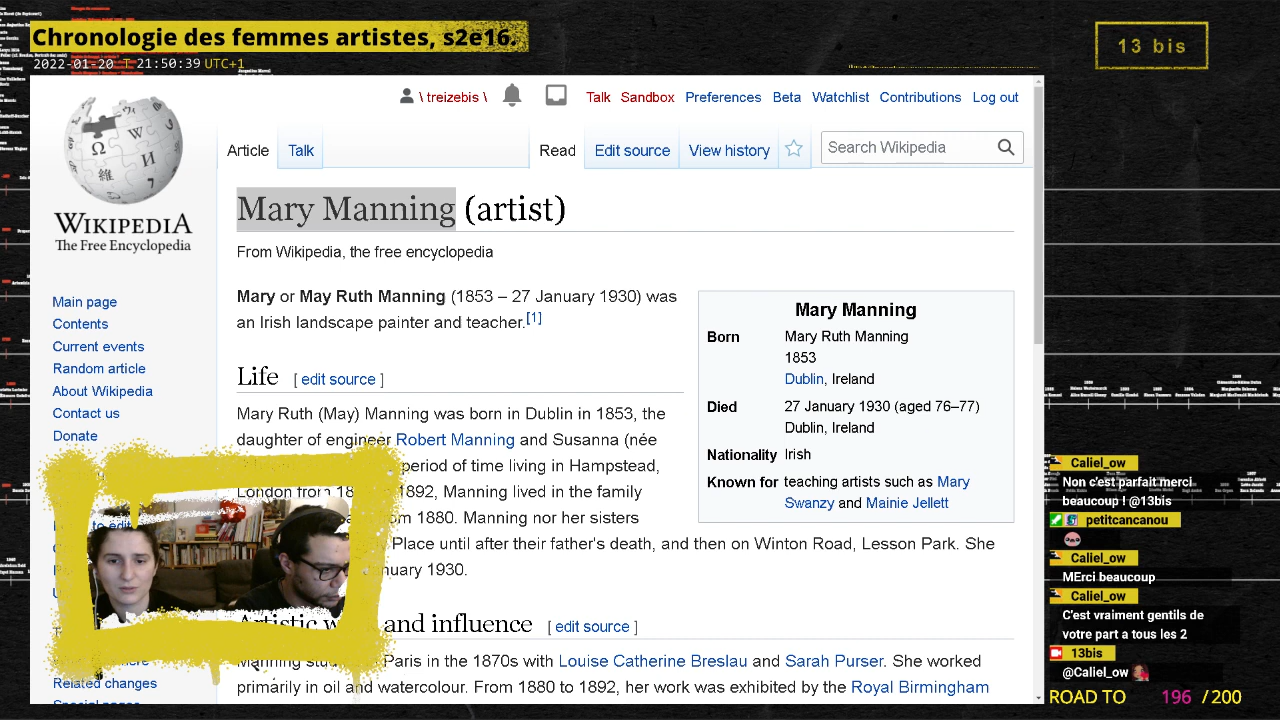 Chronologie des femmes artistes, s2e16.
2022-01-20 T 21:50:39 UTC+1
13 bis
\ treizebis \
Talk Sandbox Preferences Beta Watchlist Contributions Log out
Article Talk Read Edit source View history Search Wikipedia
WIKIPEDIA
The Free Encyclopedia
Main page
Contents
Current events
Random article
About Wikipedia
Contact us
Donate
Related changes
Mary Manning (artist)
From Wikipedia, the free encyclopedia
Mary or May Ruth Manning (1853 – 27 January 1930) was
an Irish landscape painter and teacher.[1]
Life [ edit source ]
Mary Ruth (May) Manning was born in Dublin in 1853, the
daughter of engineer Robert Manning and Susanna (née
period of time living in Hampstead,
London from 1892, Manning lived in the family
from 1880. Manning nor her sisters
Place until after their father's death, and then on Winton Road, Lesson Park. She
1930.
Artistic and influence [ edit source ]
Manning Paris in the 1870s with Louise Catherine Breslau and Sarah Purser. She worked
primarily in oil and watercolour. From 1880 to 1892, her work was exhibited by the Royal Birmingham
Mary Manning
Born Mary Ruth Manning
1853
Dublin, Ireland
Died 27 January 1930 (aged 76–77)
Dublin, Ireland
Nationality Irish
Known for teaching artists such as Mary
Swanzy and Mainie Jellett
Caliel_ow
Non c'est parfait merci
beaucoup ! @13bis
petitcancanou
Caliel_ow
MErci beaucoup
Caliel_ow
C'est vraiment gentils de
votre part a tous les 2
13bis
@Caliel_ow
ROAD TO 196 / 200